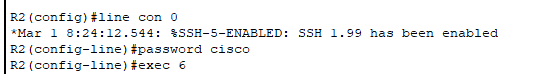 R2(config)#line con 0
*Mar 1 8:24:12.544: %SSH-5-ENABLED: SSH 1.99 has been enabled
R2(config-line)#password cisco
R2(config-line)#exec 6